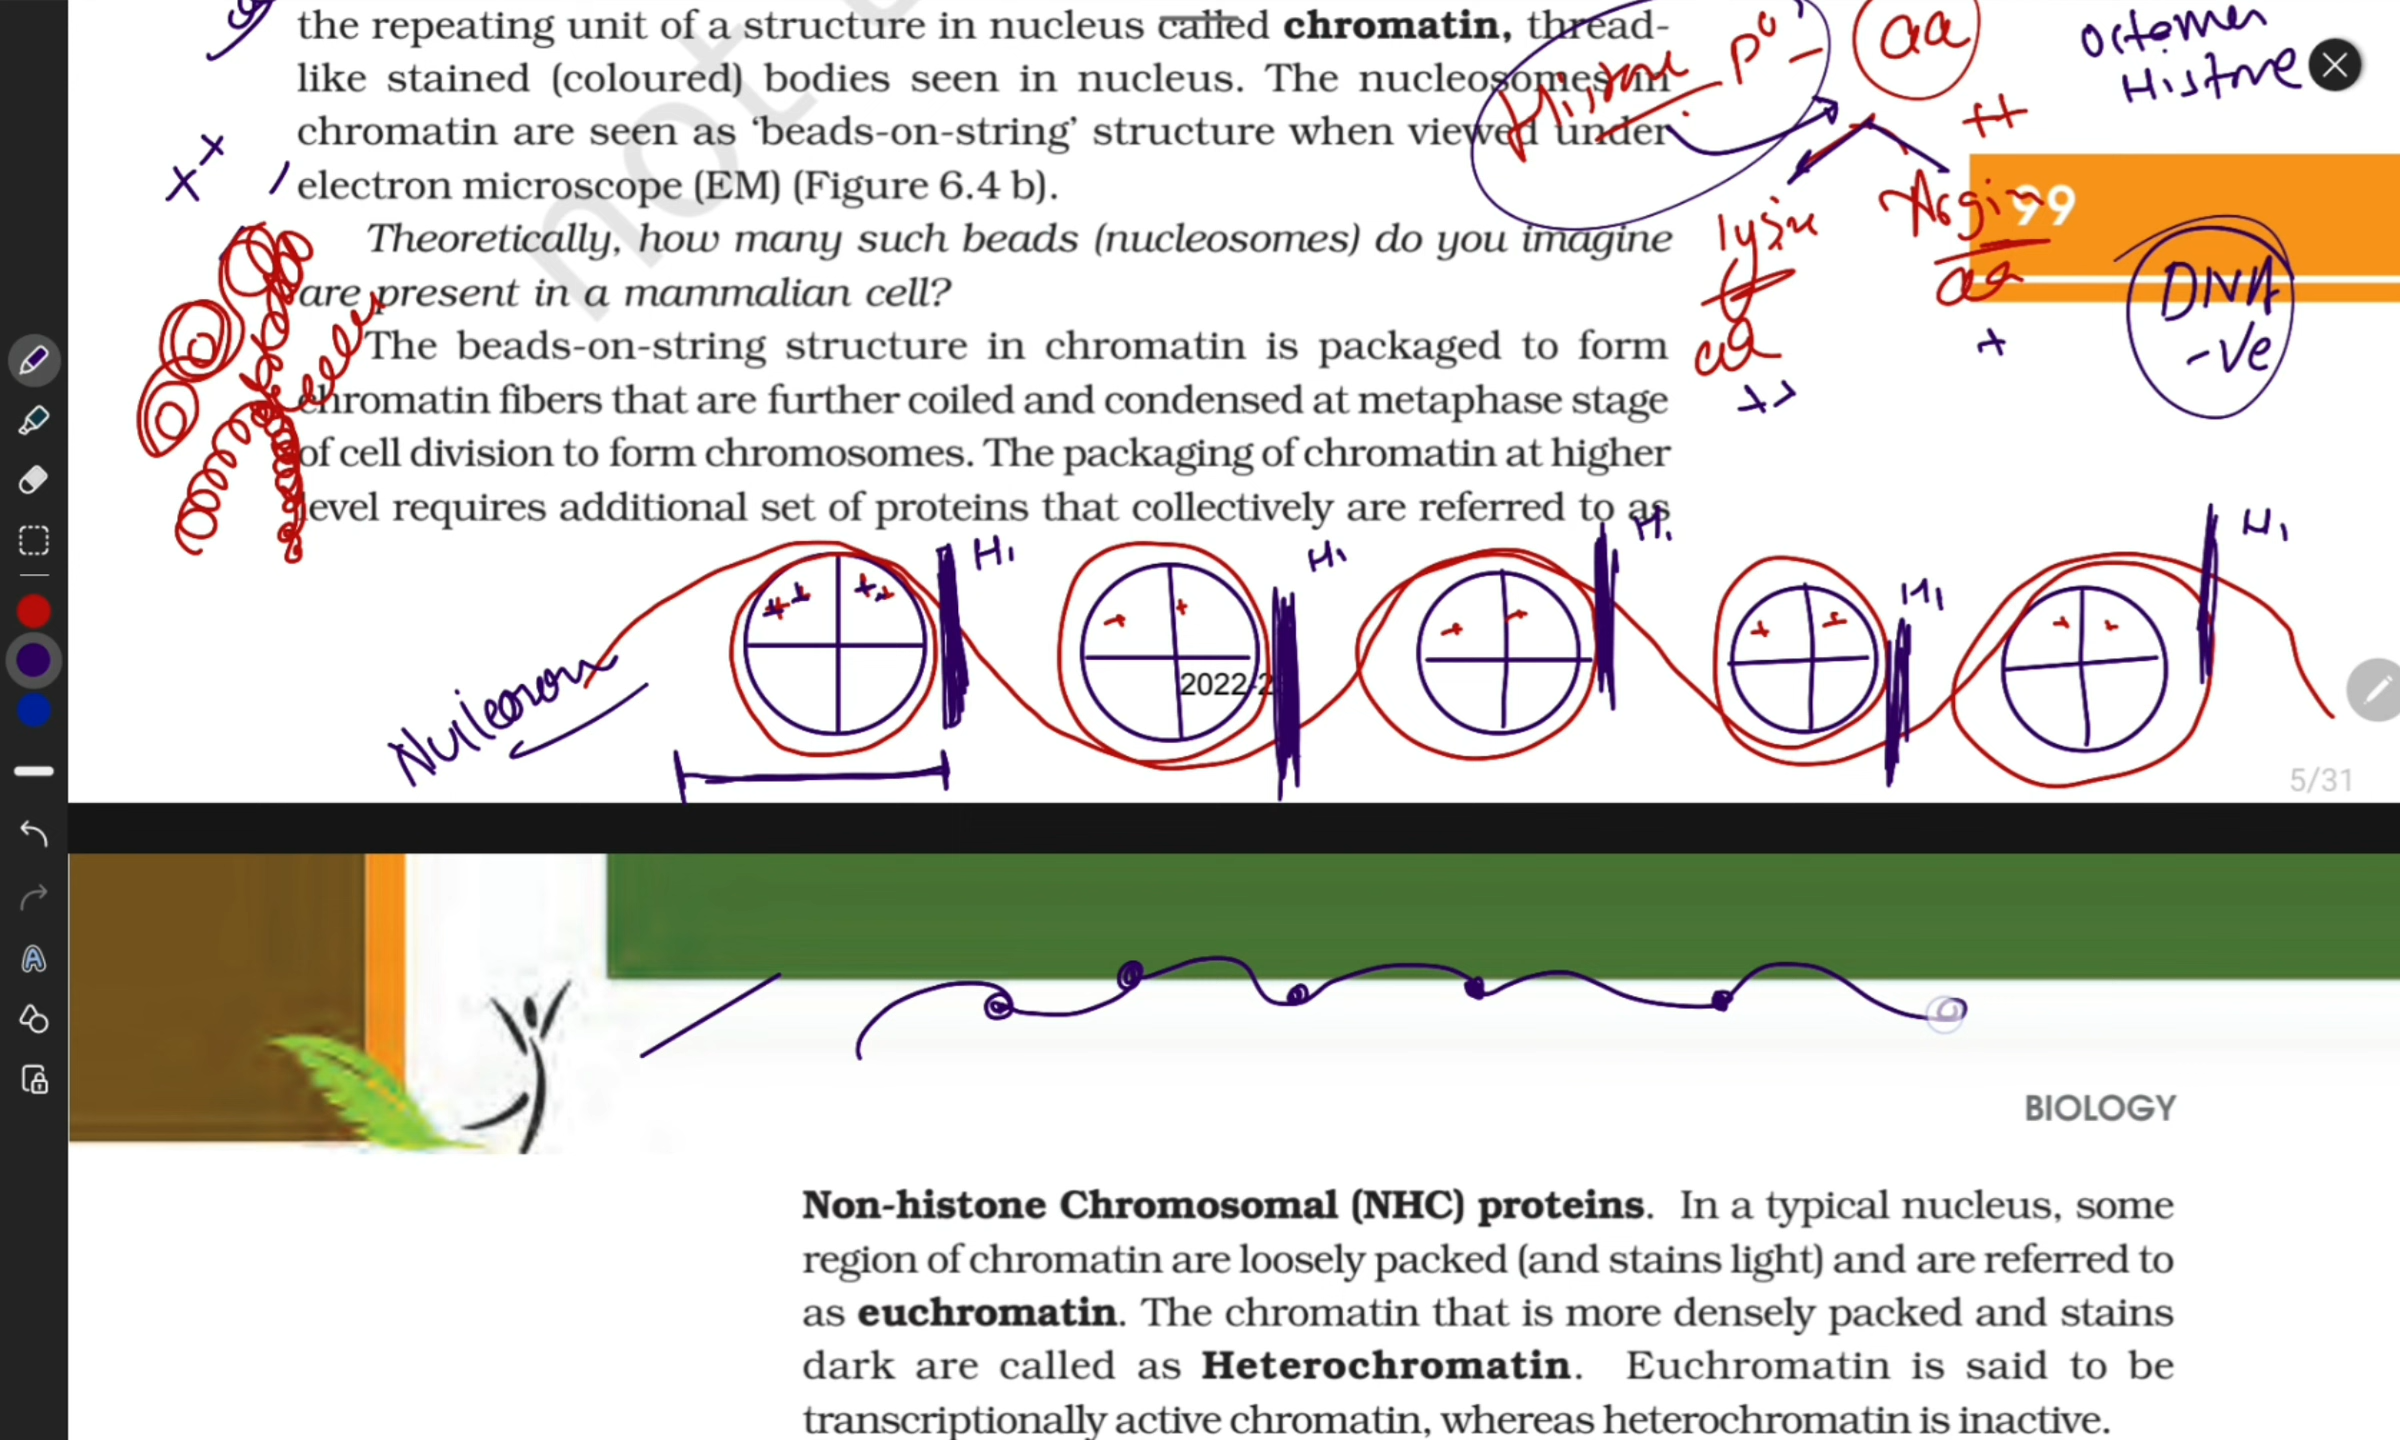 the repeating unit of a structure in nucleus called chromatin, thread-
like stained (coloured) bodies seen in nucleus. The nucleosomes in
chromatin are seen as ‘beads-on-string’ structure when viewed under
electron microscope (EM) (Figure 6.4 b).
Theoretically, how many such beads (nucleosomes) do you imagine
are present in a mammalian cell?
The beads-on-string structure in chromatin is packaged to form
chromatin fibers that are further coiled and condensed at metaphase stage
of cell division to form chromosomes. The packaging of chromatin at higher
level requires additional set of proteins that collectively are referred to as
aa
Histone
++
99
aa
+
DNA
-Ve
aa
H1
H1
H1
H1
H1
2022-2
5/31
not
BIOLOGY
Non-histone Chromosomal (NHC) proteins. In a typical nucleus, some
region of chromatin are loosely packed (and stains light) and are referred to
as euchromatin. The chromatin that is more densely packed and stains
dark are called as Heterochromatin. Euchromatin is said to be
transcriptionally active chromatin, whereas heterochromatin is inactive.